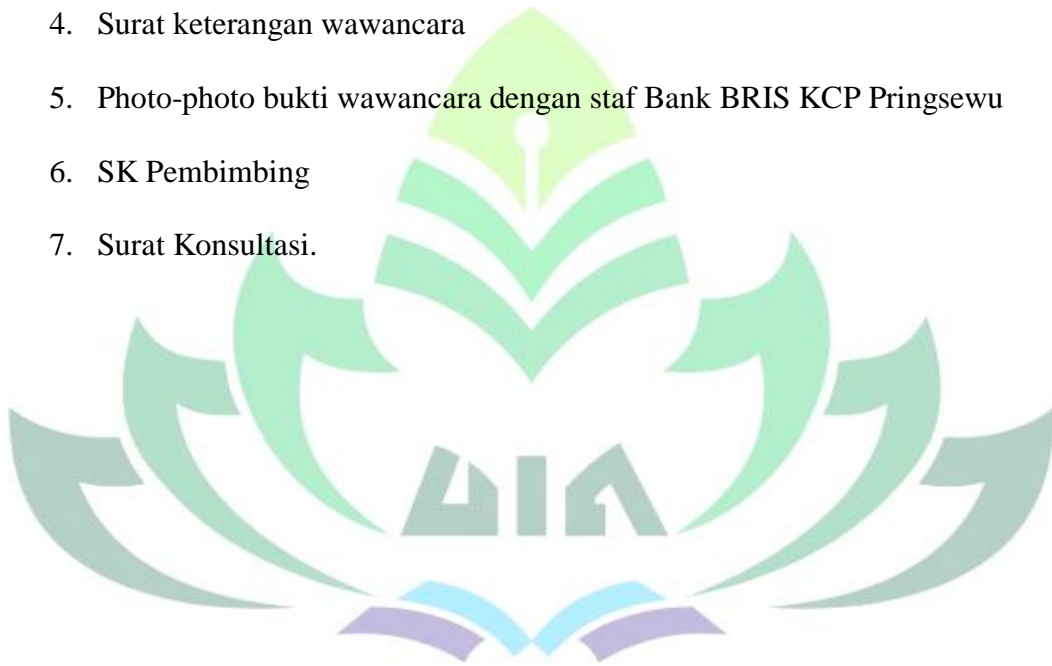 4. Surat keterangan wawancara
5. Photo-photo bukti wawancara dengan staf Bank BRIS KCP Pringsewu
6. SK Pembimbing
7. Surat Konsultasi.
UIN